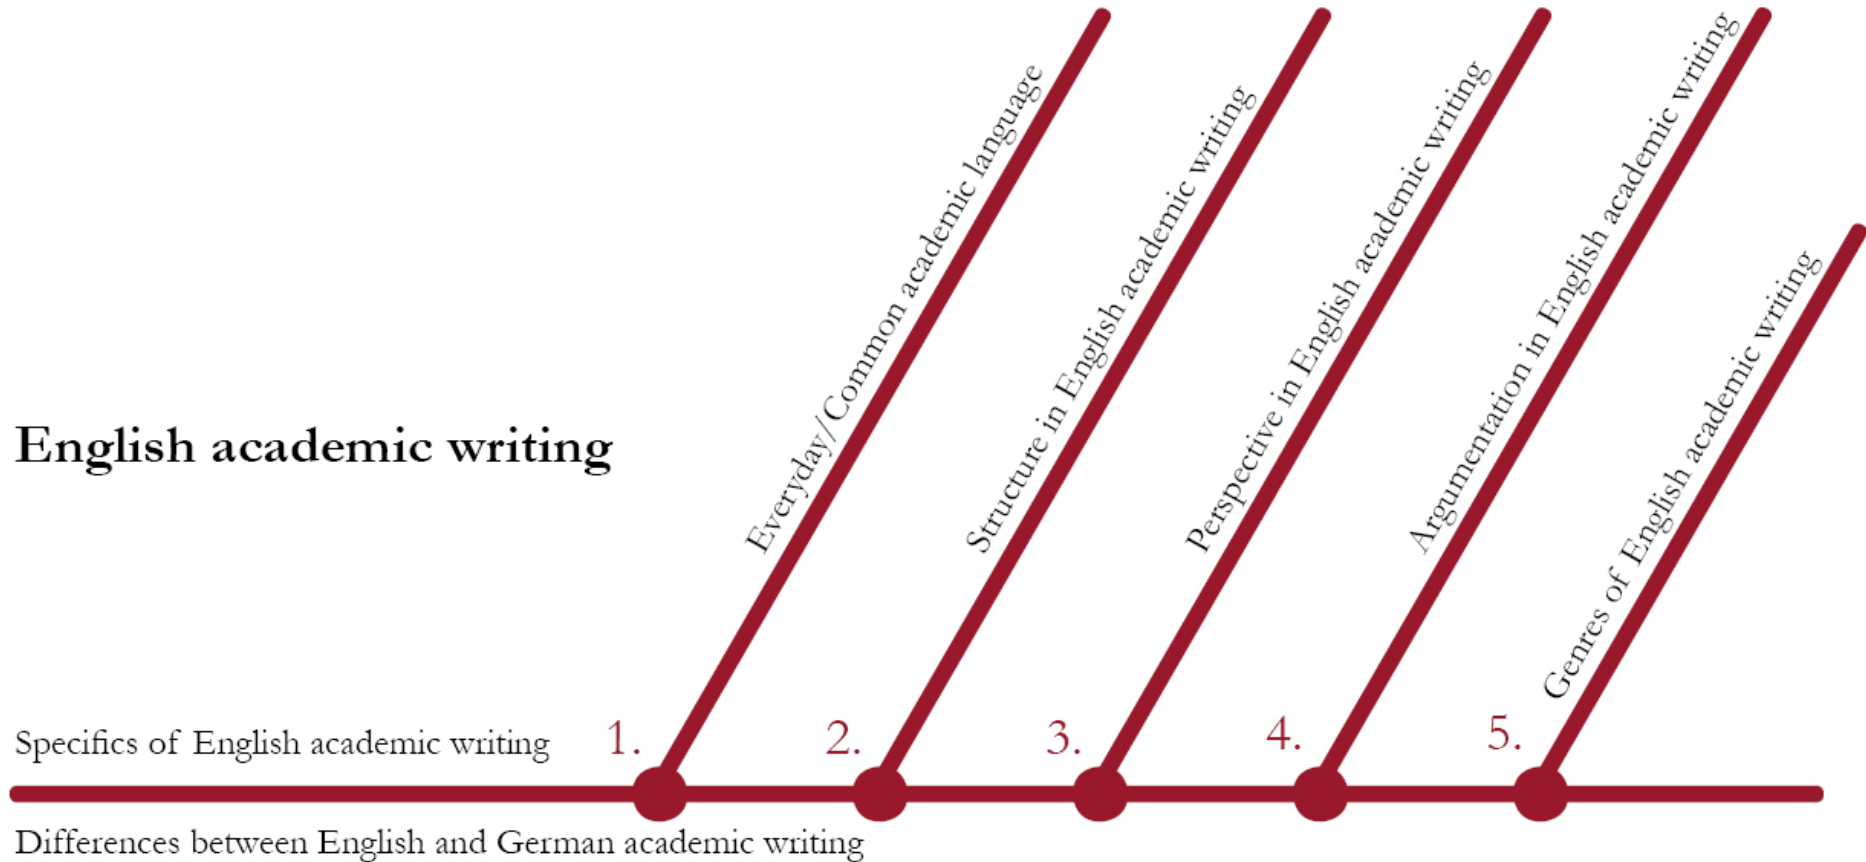 English academic writing
Specifics of English academic writing
1.
Everyday/Common academic language
2.
Structure in English academic writing
3.
Perspective in English academic writing
4.
Argumentation in English academic writing
5.
Genres of English academic writing
Differences between English and German academic writing